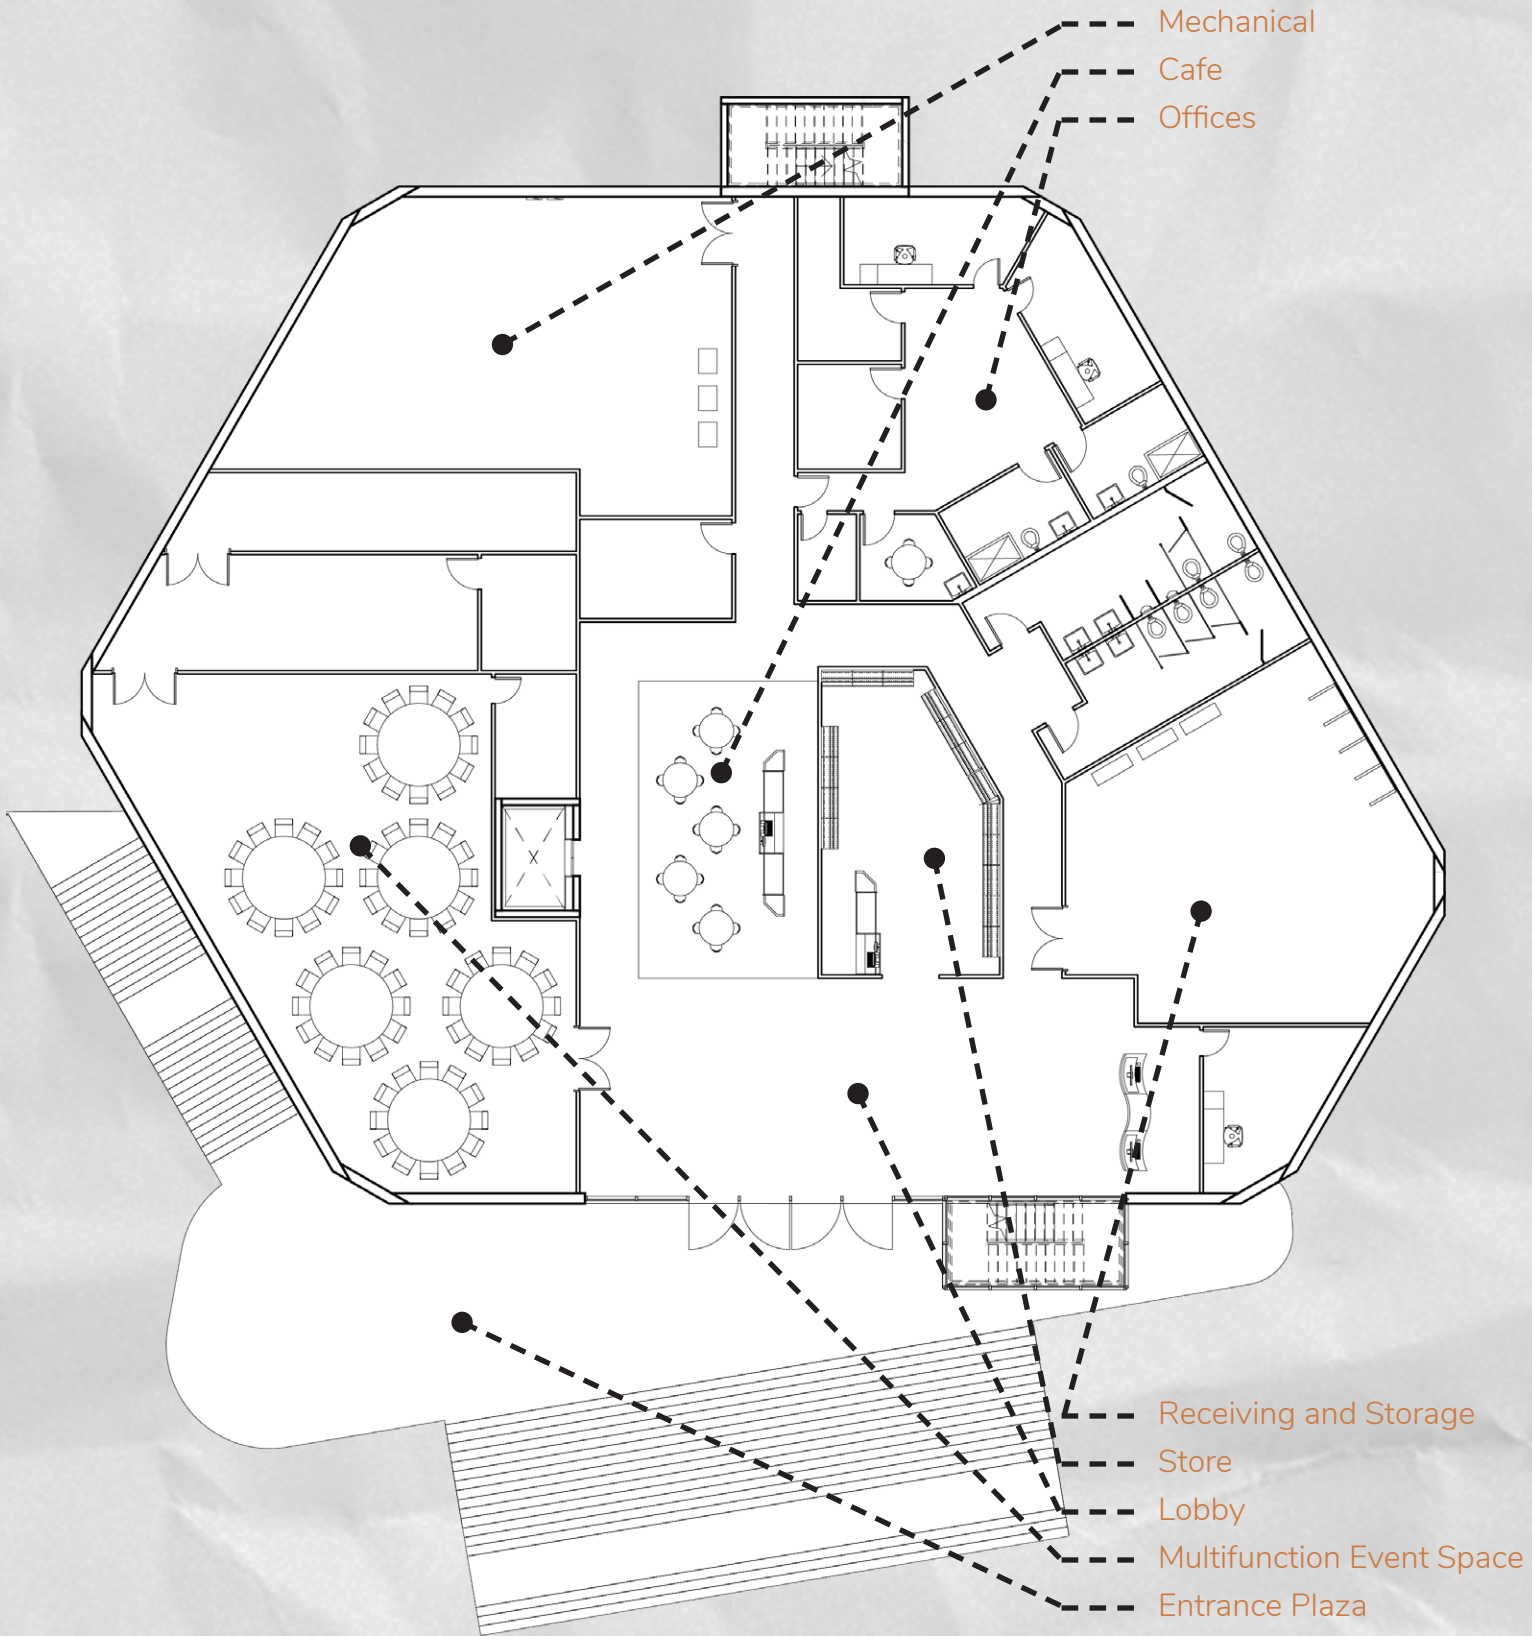 Mechanical
Cafe
Offices
Receiving and Storage
Store
Lobby
Multifunction Event Space
Entrance Plaza